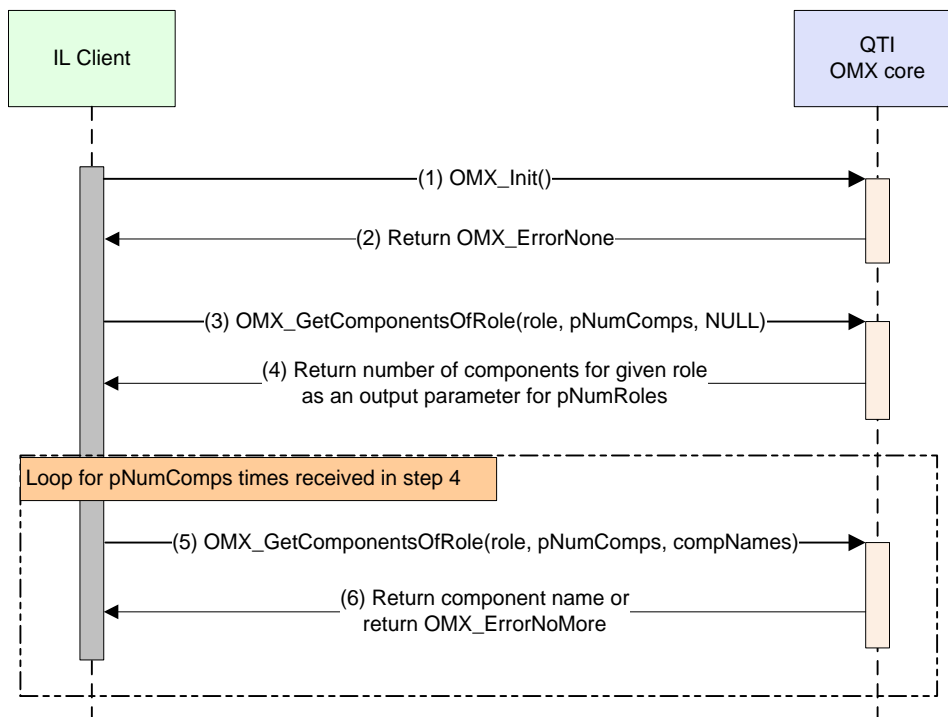 IL Client
QTI
OMX core
(1) OMX_Init()
(2) Return OMX_ErrorNone
(3) OMX_GetComponentsOfRole(role, pNumComps, NULL)
(4) Return number of components for given role
as an output parameter for pNumRoles
Loop for pNumComps times received in step 4
(5) OMX_GetComponentsOfRole(role, pNumComps, compNames)
(6) Return component name or
return OMX_ErrorNoMore